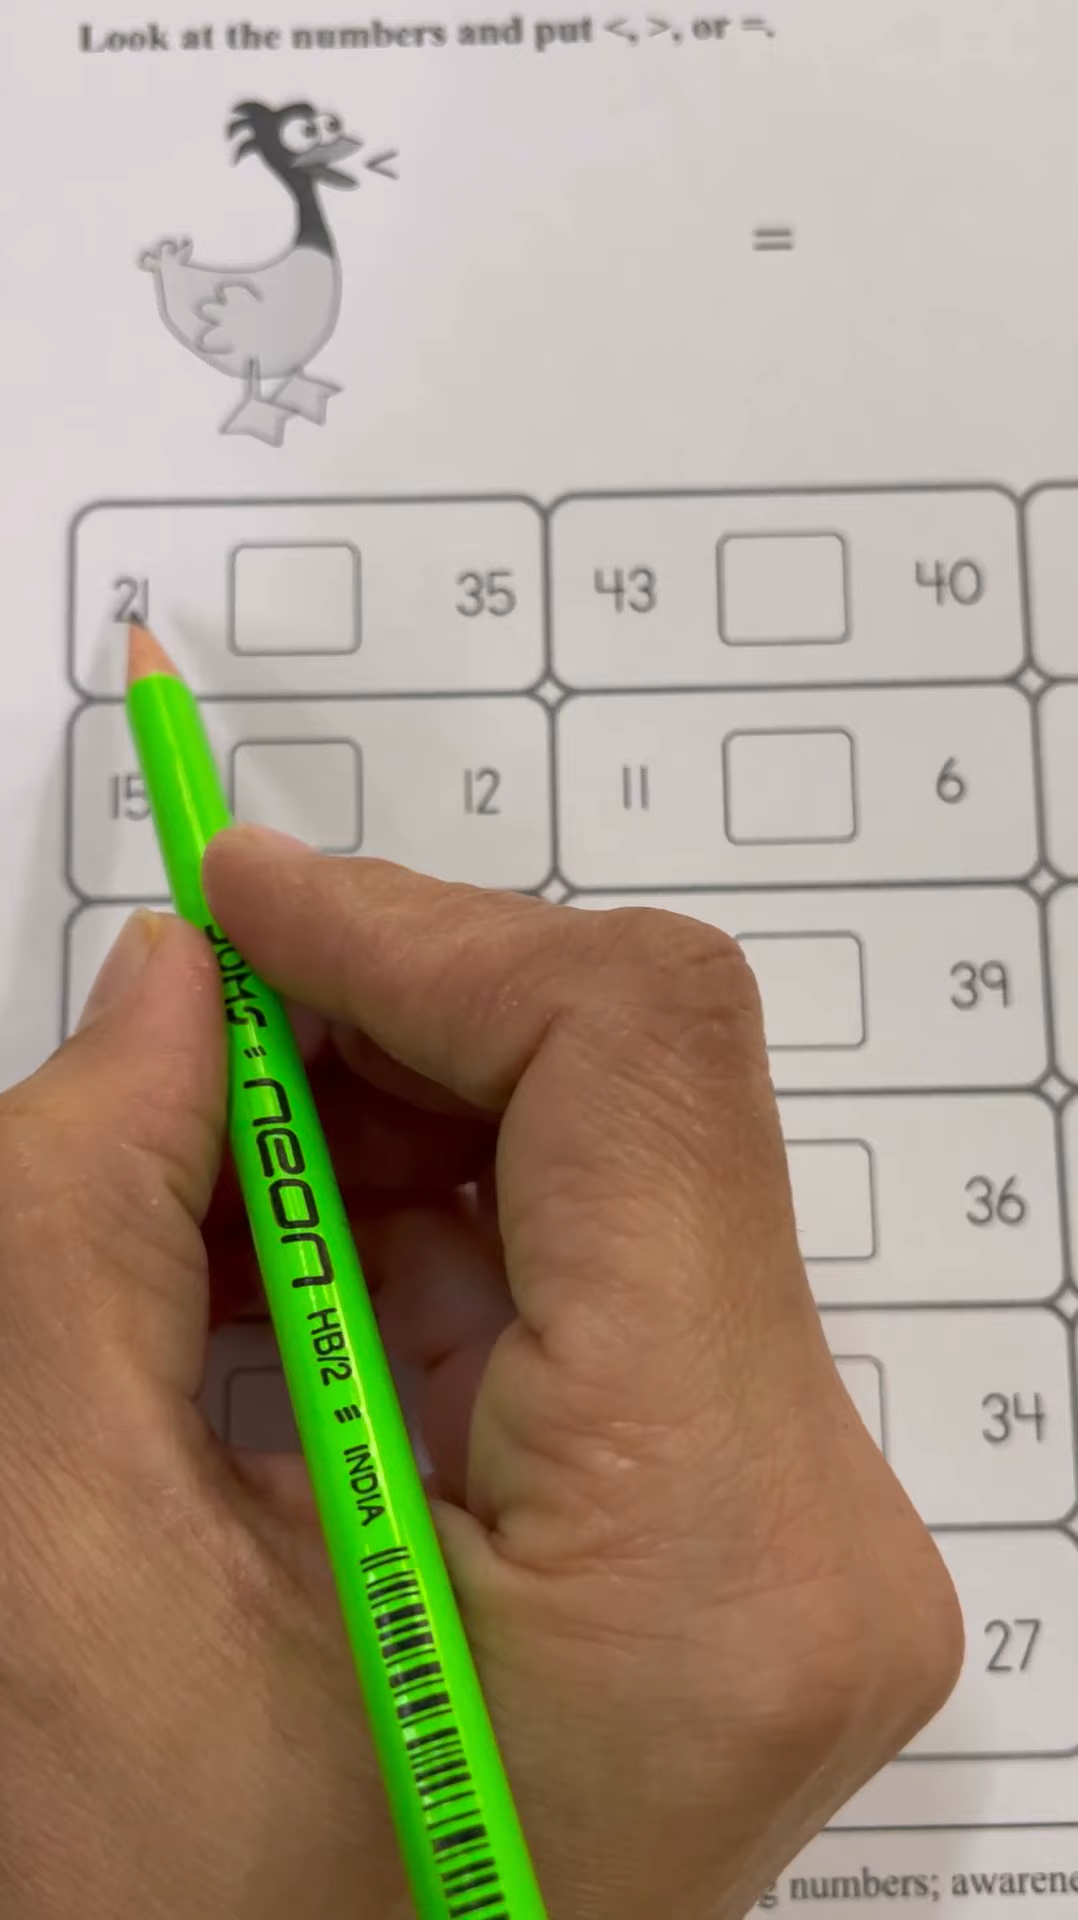 Look at the numbers and put <, >, or =.
<
=
21 35 43 40
15 12 11 6
39
36
34
27
numbers; awarene
neon HB/2 INDIA